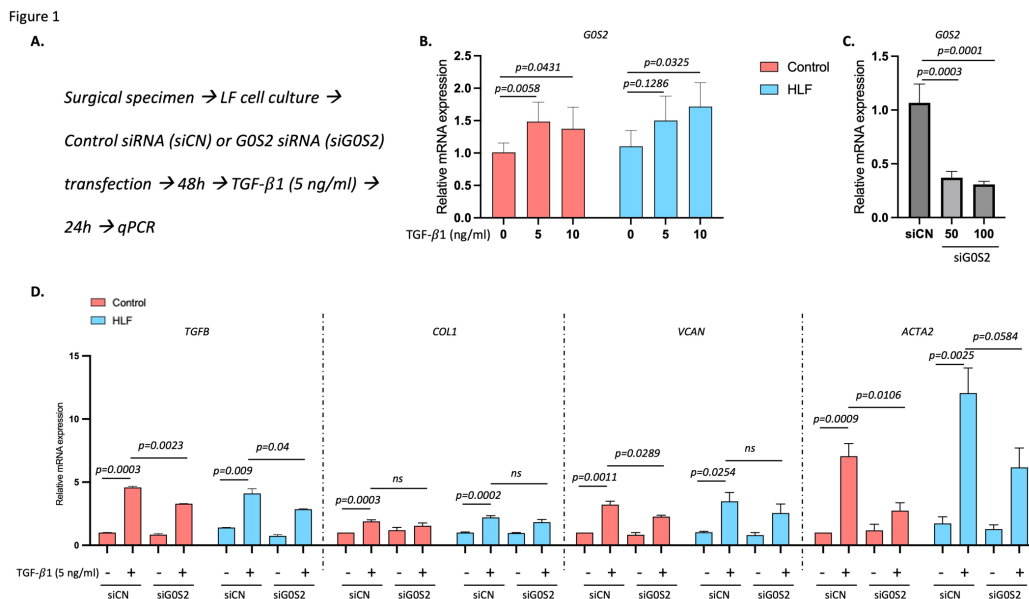 Figure 1
A.
Surgical specimen → LF cell culture →
Control siRNA (siCN) or G0S2 siRNA (siG0S2)
transfection → 48h → TGF-β1 (5 ng/ml) →
24h → qPCR
B.
G0S2
Relative mRNA expression
2.5
2.0
1.5
1.0
0.5
0.0
p=0.0431
p=0.0058
p=0.0325
p=0.1286
TGF-β1 (ng/ml) 0 5 10 0 5 10
Control
HLF
C.
G0S2
Relative mRNA expression
1.5
1.0
0.5
0.0
p=0.0001
p=0.0003
siCN 50 100
siG0S2
D.
Control
HLF
TGFB COL1 VCAN ACTA2
Relative mRNA expression
15
10
5
0
p=0.0003
p=0.0023
p=0.009
p=0.04
p=0.0003
ns
p=0.0002
ns
p=0.0011
p=0.0289
p=0.0254
ns
p=0.0009
p=0.0106
p=0.0025
p=0.0584
TGF-β1 (5 ng/ml) - + - + - + - + - + - + - + - + - + - + - + - + - + - + - + - +
siCN siG0S2 siCN siG0S2 siCN siG0S2 siCN siG0S2 siCN siG0S2 siCN siG0S2 siCN siG0S2 siCN siG0S2